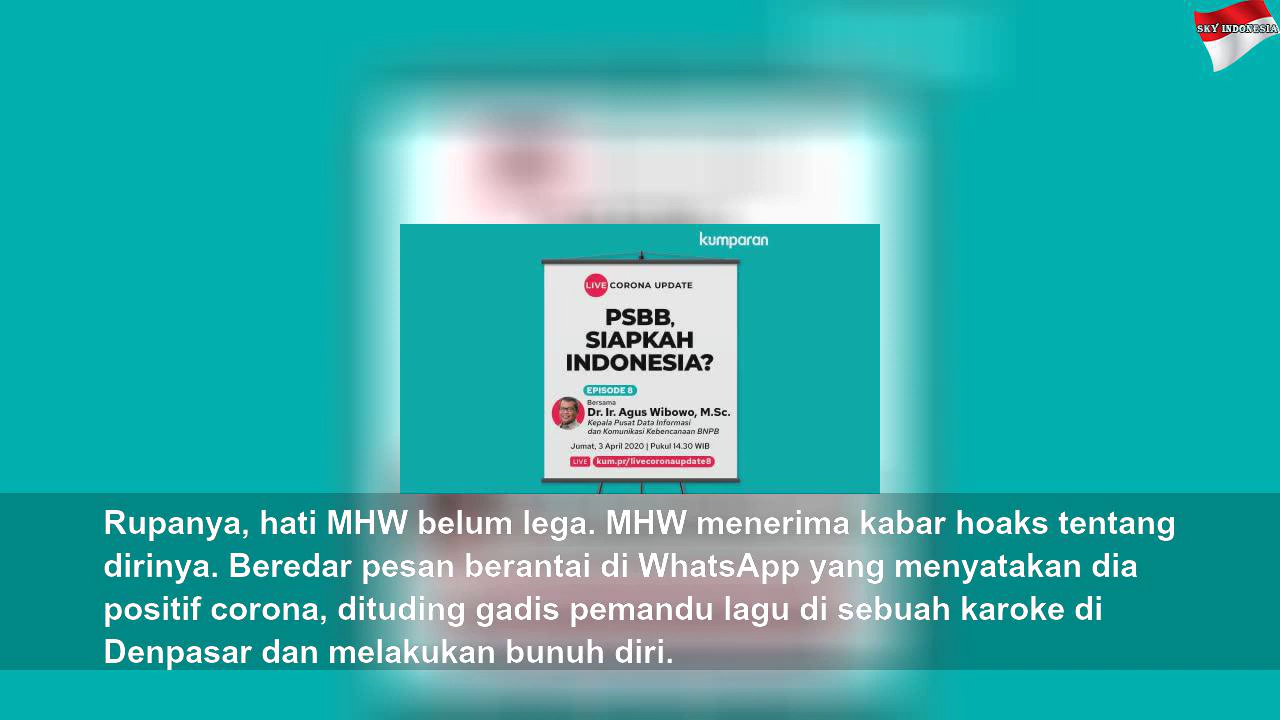 SKY INDONESIA
kumparan
LIVE CORONA UPDATE
PSBB,
SIAPKAH
INDONESIA?
EPISODE 8
Bersama
Dr. Ir. Agus Wibowo, M.Sc.
Kepala Pusat Data Informasi
dan Komunikasi Kebencanaan BNPB
Jumat, 3 April 2020 | Pukul 14.30 WIB
LIVE kum.pr/livecoronaupdate8
Rupanya, hati MHW belum lega. MHW menerima kabar hoaks tentang
dirinya. Beredar pesan berantai di WhatsApp yang menyatakan dia
positif corona, dituding gadis pemandu lagu di sebuah karoke di
Denpasar dan melakukan bunuh diri.